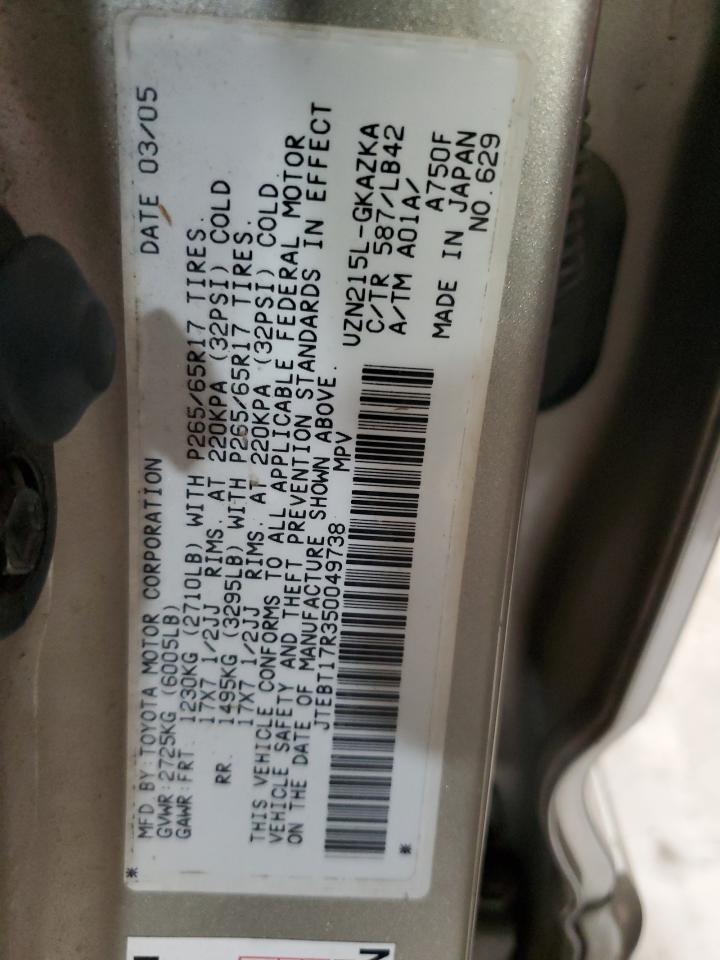 MFD BY:TOYOTA MOTOR CORPORATION DATE 03/05
GVWR:2725KG (6005LB)
GAWR:FRT. 1230KG (2710LB) WITH P265/65R17 TIRES.
17X7 1/2JJ RIMS. AT 220KPA (32PSI) COLD
RR. 1495KG (3295LB) WITH P265/65R17 TIRES.
17X7 1/2JJ RIMS. AT 220KPA (32PSI) COLD.
THIS VEHICLE CONFORMS TO ALL APPLICABLE FEDERAL MOTOR
VEHICLE SAFETY AND THEFT PREVENTION STANDARDS IN EFFECT
ON THE DATE OF MANUFACTURE SHOWN ABOVE.
JTEBT17R350049738 MPV
UZN215L-GKAZKA
C/TR 587/LB42
A/TM A01A/
A750F
MADE IN JAPAN
NO.629